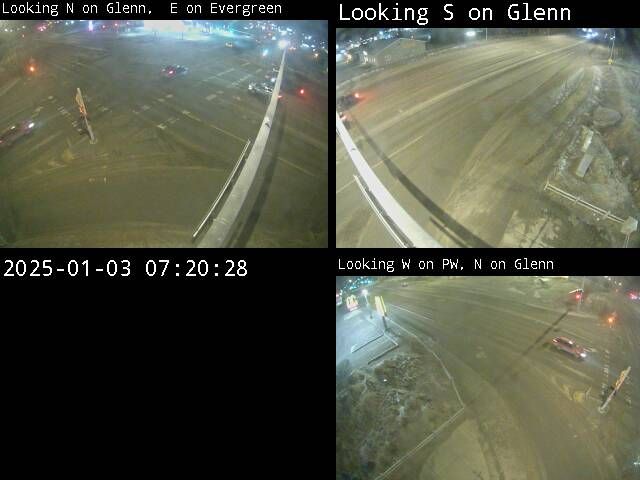 Looking N on Glenn,  E on Evergreen
Looking S on Glenn
2025-01-03 07:20:28
Looking W on PW, N on Glenn